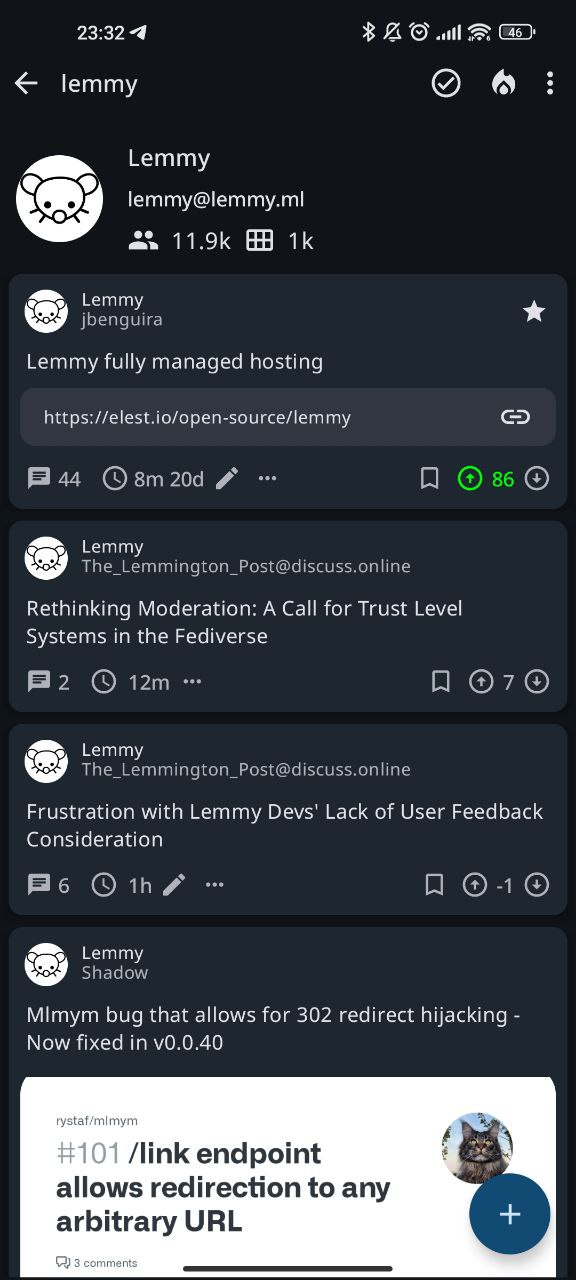 23:32
46
lemmy
Lemmy
lemmy@lemmy.ml
11.9k 1k
Lemmy
jbenguira
Lemmy fully managed hosting
https://elest.io/open-source/lemmy
44 8m 20d 86
Lemmy
The_Lemmington_Post@discuss.online
Rethinking Moderation: A Call for Trust Level
Systems in the Fediverse
2 12m 7
Lemmy
The_Lemmington_Post@discuss.online
Frustration with Lemmy Devs' Lack of User Feedback
Consideration
6 1h -1
Lemmy
Shadow
Mlmym bug that allows for 302 redirect hijacking -
Now fixed in v0.0.40
rystaf/mlmym
#101 /link endpoint
allows redirection to any
arbitrary URL
3 comments